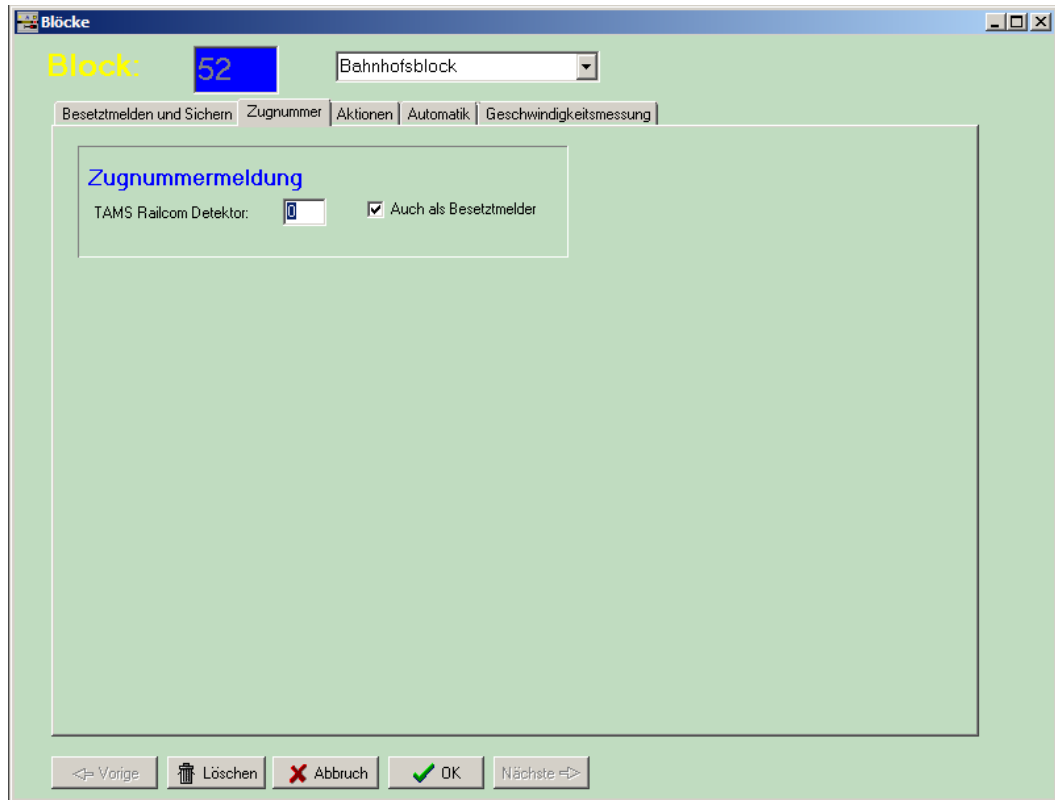 Blöcke
Block: 52 Bahnhofsblock
Besetztmelden und Sichern Zugnummer Aktionen Automatik Geschwindigkeitsmessung
Zugnummermeldung
TAMS Railcom Detektor: 0 Auch als Besetztmelder
Vorige Löschen Abbruch OK Nächste